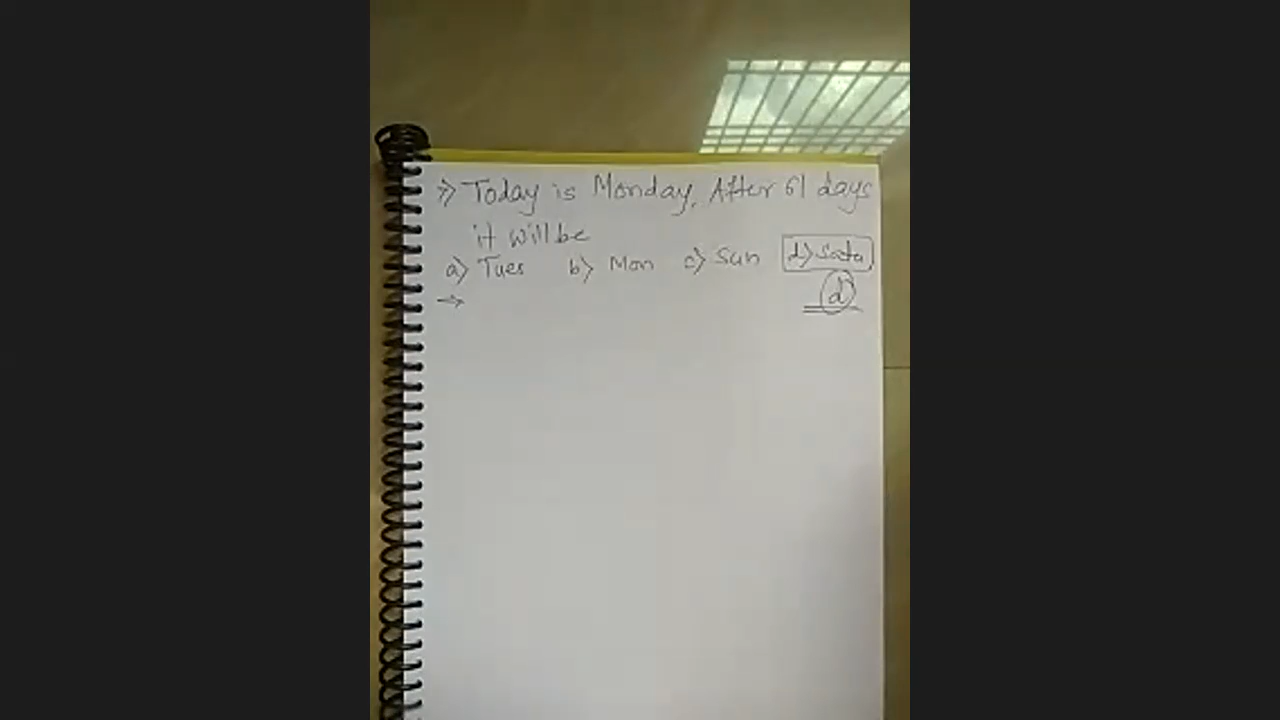 ⇒ Today is Monday, After 61 days
it will be
a) Tues b) Mon c) Sun d) Satu
→ d